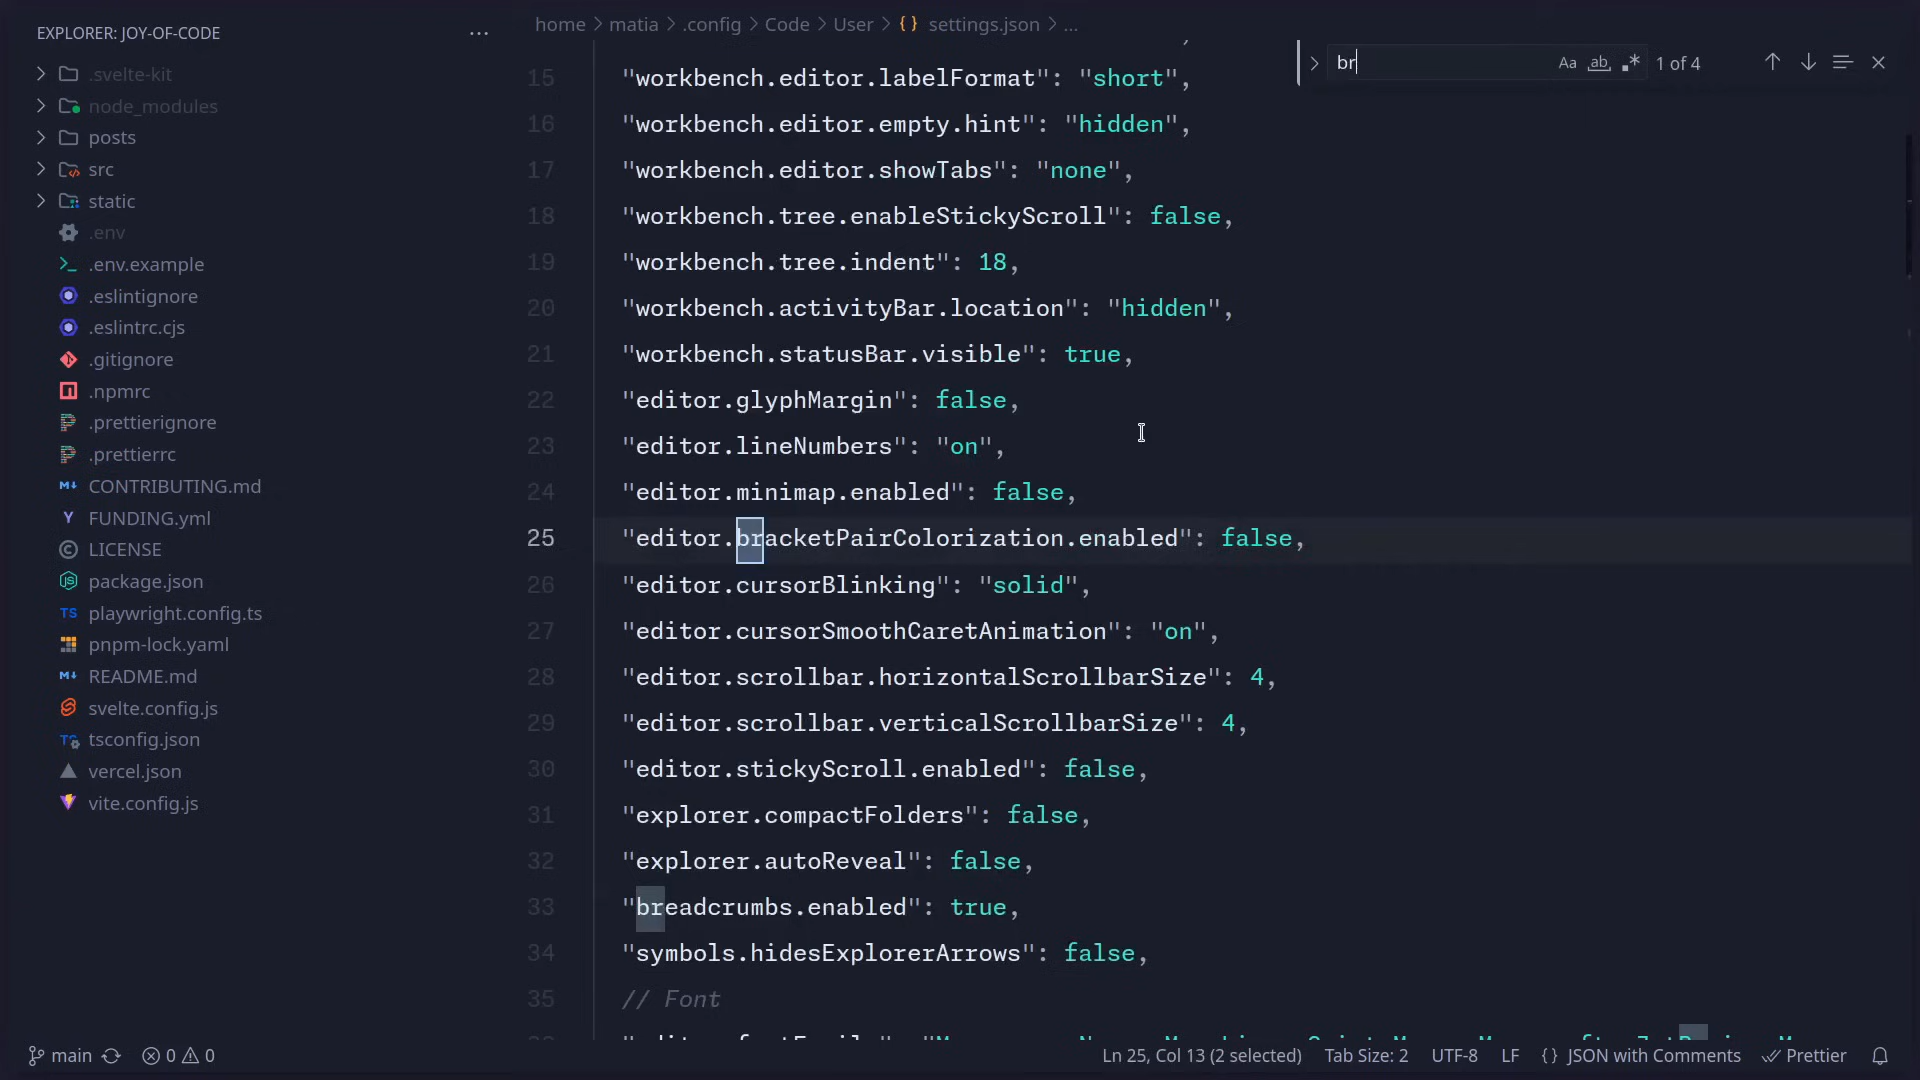 EXPLORER: JOY-OF-CODE
.svelte-kit
node_modules
posts
src
static
.env
.env.example
.eslintignore
.eslintrc.cjs
.gitignore
.npmrc
.prettierignore
.prettierrc
CONTRIBUTING.md
FUNDING.yml
LICENSE
package.json
playwright.config.ts
pnpm-lock.yaml
README.md
svelte.config.js
tsconfig.json
vercel.json
vite.config.js
home > matia > .config > Code > User > {} settings.json > ...
br Aa ab 1 of 4
15 "workbench.editor.labelFormat": "short",
16 "workbench.editor.empty.hint": "hidden",
17 "workbench.editor.showTabs": "none",
18 "workbench.tree.enableStickyScroll": false,
19 "workbench.tree.indent": 18,
20 "workbench.activityBar.location": "hidden",
21 "workbench.statusBar.visible": true,
22 "editor.glyphMargin": false,
23 "editor.lineNumbers": "on",
24 "editor.minimap.enabled": false,
25 "editor.bracketPairColorization.enabled": false,
26 "editor.cursorBlinking": "solid",
27 "editor.cursorSmoothCaretAnimation": "on",
28 "editor.scrollbar.horizontalScrollbarSize": 4,
29 "editor.scrollbar.verticalScrollbarSize": 4,
30 "editor.stickyScroll.enabled": false,
31 "explorer.compactFolders": false,
32 "explorer.autoReveal": false,
33 "breadcrumbs.enabled": true,
34 "symbols.hidesExplorerArrows": false,
35 // Font
main 0 0 Ln 25, Col 13 (2 selected) Tab Size: 2 UTF-8 LF {} JSON with Comments Prettier